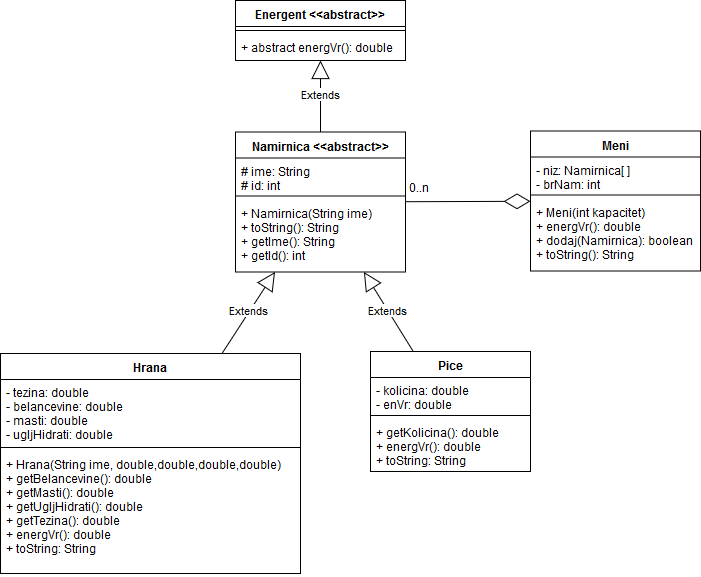 Energent <<abstract>>
+ abstract energVr(): double
Extends
Namirnica <<abstract>>
# ime: String
# id: int
+ Namirnica(String ime)
+ toString(): String
+ getIme(): String
+ getId(): int
0..n
Meni
- niz: Namirnica[ ]
- brNam: int
+ Meni(int kapacitet)
+ energVr(): double
+ dodaj(Namirnica): boolean
+ toString(): String
Extends
Extends
Hrana
- tezina: double
- belancevine: double
- masti: double
- ugljHidrati: double
+ Hrana(String ime, double,double,double,double)
+ getBelancevine(): double
+ getMasti(): double
+ getUgljHidrati(): double
+ getTezina(): double
+ energVr(): double
+ toString: String
Pice
- kolicina: double
- enVr: double
+ getKolicina(): double
+ energVr(): double
+ toString: String